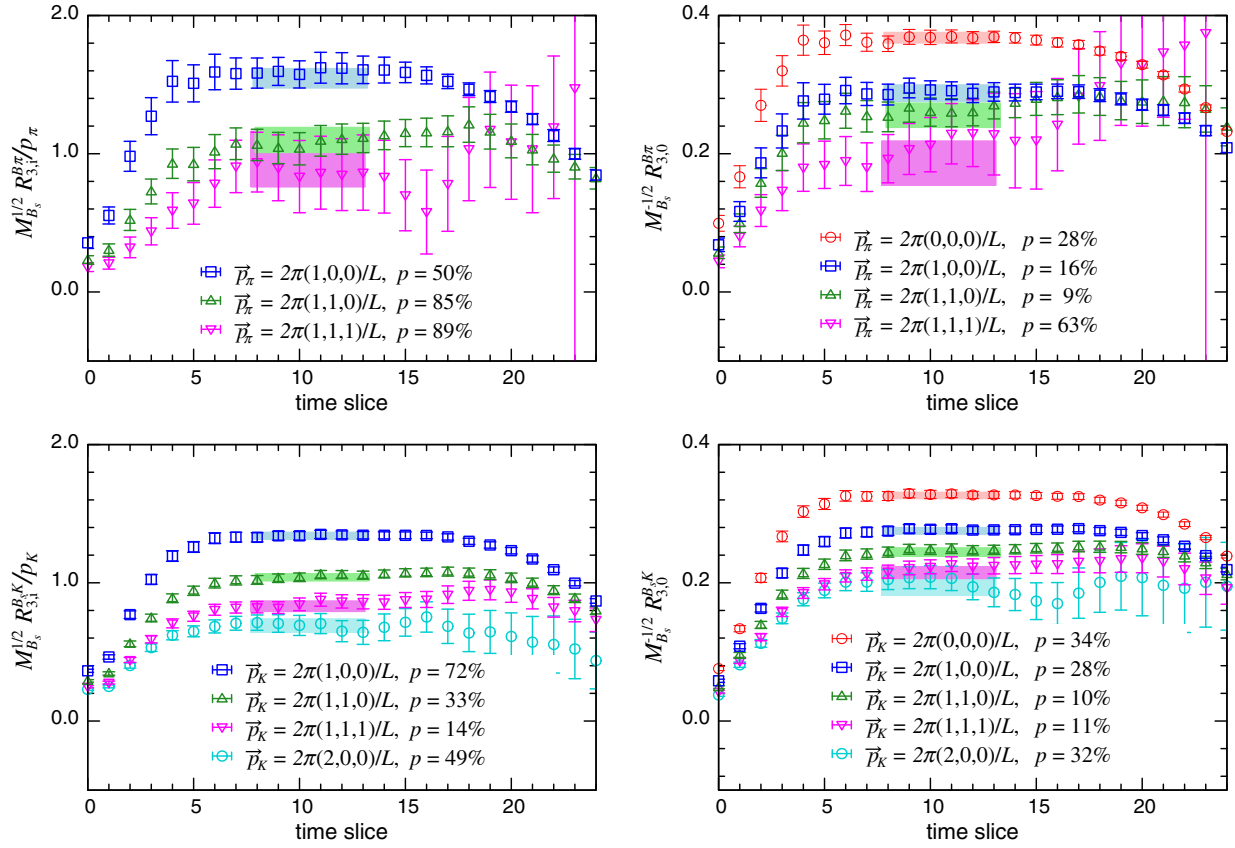 2.0
1.0
0.0
0 5 10 15 20
time slice
M_{B_s}^{1/2} R_{3,i}^{Bπ}/p_π
p⃗_π = 2π(1,0,0)/L, p = 50%
p⃗_π = 2π(1,1,0)/L, p = 85%
p⃗_π = 2π(1,1,1)/L, p = 89%
0.4
0.2
0.0
0 5 10 15 20
time slice
M_{B_s}^{-1/2} R_{3,0}^{Bπ}
p⃗_π = 2π(0,0,0)/L, p = 28%
p⃗_π = 2π(1,0,0)/L, p = 16%
p⃗_π = 2π(1,1,0)/L, p = 9%
p⃗_π = 2π(1,1,1)/L, p = 63%
2.0
1.0
0.0
0 5 10 15 20
time slice
M_{B_s}^{1/2} R_{3,i}^{B_sK}/p_K
p⃗_K = 2π(1,0,0)/L, p = 72%
p⃗_K = 2π(1,1,0)/L, p = 33%
p⃗_K = 2π(1,1,1)/L, p = 14%
p⃗_K = 2π(2,0,0)/L, p = 49%
0.4
0.2
0.0
0 5 10 15 20
time slice
M_{B_s}^{-1/2} R_{3,0}^{B_sK}
p⃗_K = 2π(0,0,0)/L, p = 34%
p⃗_K = 2π(1,0,0)/L, p = 28%
p⃗_K = 2π(1,1,0)/L, p = 10%
p⃗_K = 2π(1,1,1)/L, p = 11%
p⃗_K = 2π(2,0,0)/L, p = 32%